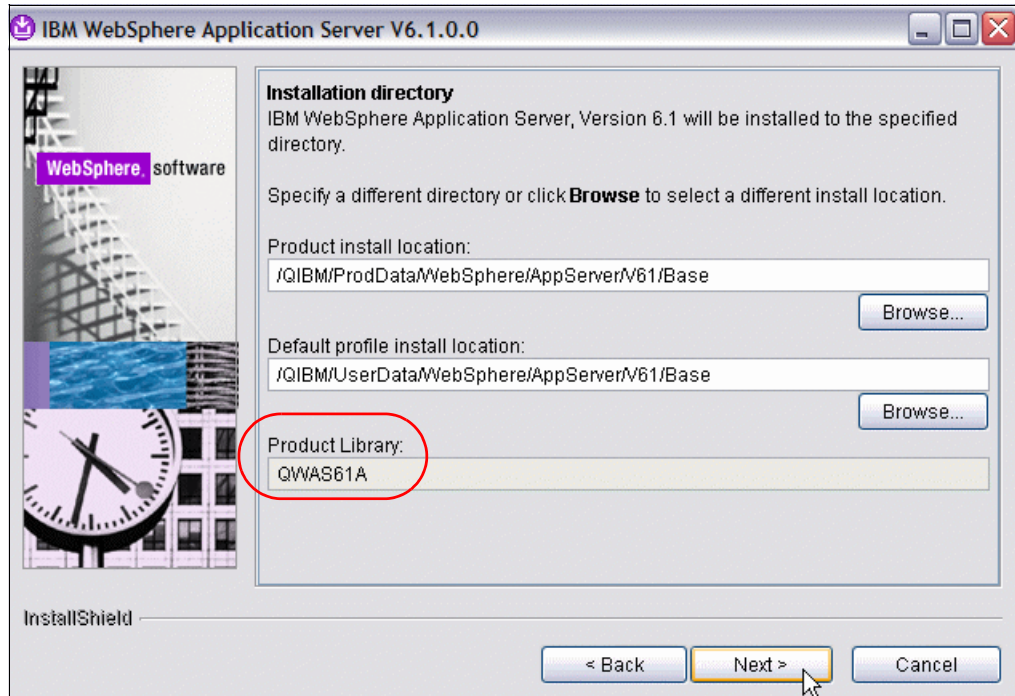 IBM WebSphere Application Server V6.1.0.0
WebSphere. software
Installation directory
IBM WebSphere Application Server, Version 6.1 will be installed to the specified
directory.
Specify a different directory or click Browse to select a different install location.
Product install location:
/QIBM/ProdData/WebSphere/AppServer/V61/Base
Browse...
Default profile install location:
/QIBM/UserData/WebSphere/AppServer/V61/Base
Browse...
Product Library:
QWAS61A
InstallShield
< Back
Next >
Cancel